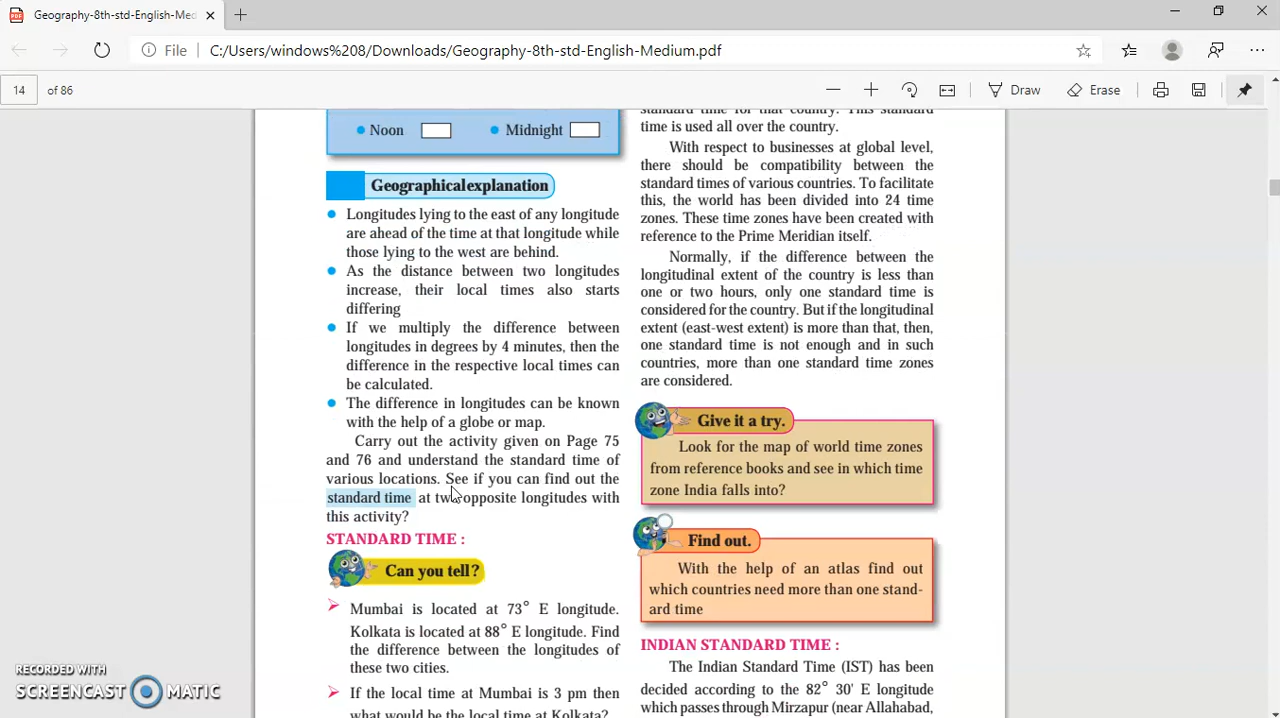 Geography-8th-std-English-Med
File
C:/Users/windows%208/Downloads/Geography-8th-std-English-Medium.pdf
14
of 86
Draw
Erase
Noon
Midnight
Geographicalexplanation
Longitudes lying to the east of any longitude
are ahead of the time at that longitude while
those lying to the west are behind.
As the distance between two longitudes
increase, their local times also starts
differing
If we multiply the difference between
longitudes in degrees by 4 minutes, then the
difference in the respective local times can
be calculated.
The difference in longitudes can be known
with the help of a globe or map.
Carry out the activity given on Page 75
and 76 and understand the standard time of
various locations. See if you can find out the
standard time at two opposite longitudes with
this activity?
STANDARD TIME :
Can you tell?
Mumbai is located at 73° E longitude.
Kolkata is located at 88° E longitude. Find
the difference between the longitudes of
these two cities.
If the local time at Mumbai is 3 pm then
what would be the local time at Kolkata?
standard time for that country. This standard
time is used all over the country.
With respect to businesses at global level,
there should be compatibility between the
standard times of various countries. To facilitate
this, the world has been divided into 24 time
zones. These time zones have been created with
reference to the Prime Meridian itself.
Normally, if the difference between the
longitudinal extent of the country is less than
one or two hours, only one standard time is
considered for the country. But if the longitudinal
extent (east-west extent) is more than that, then,
one standard time is not enough and in such
countries, more than one standard time zones
are considered.
Give it a try.
Look for the map of world time zones
from reference books and see in which time
zone India falls into?
Find out.
With the help of an atlas find out
which countries need more than one stand-
ard time
INDIAN STANDARD TIME :
The Indian Standard Time (IST) has been
decided according to the 82° 30' E longitude
which passes through Mirzapur (near Allahabad,
RECORDED WITH
SCREENCAST MATIC